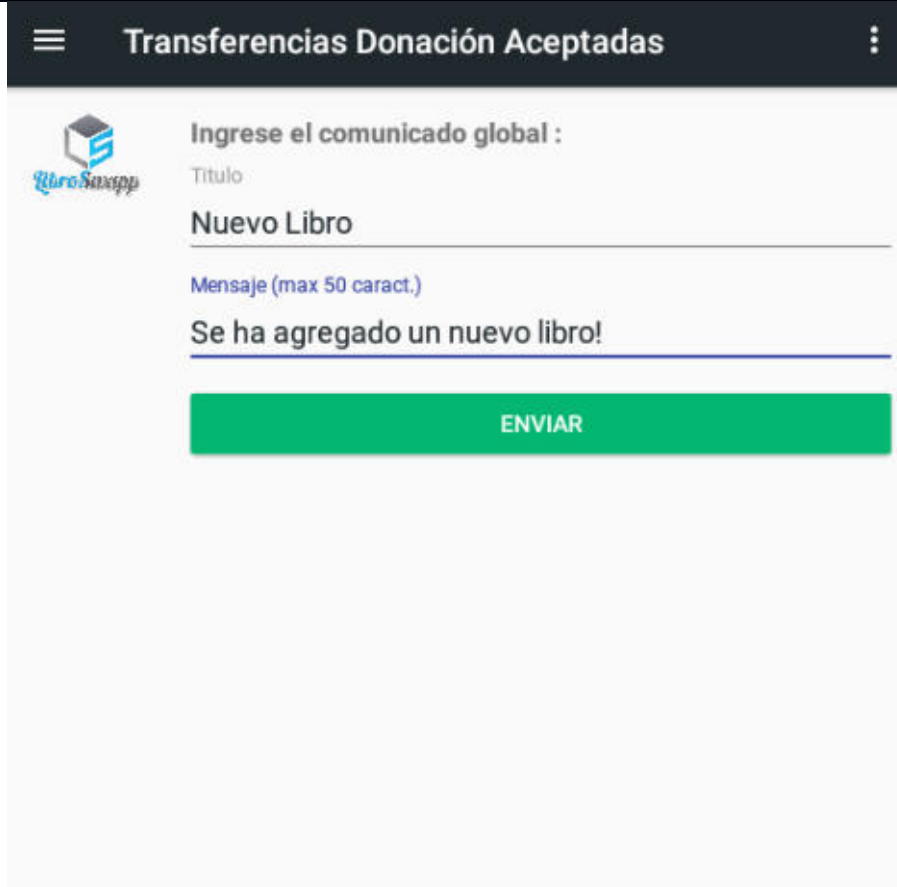 Transferencias Donación Aceptadas
LibroSwapp
Ingrese el comunicado global :
Titulo
Nuevo Libro
Mensaje (max 50 caract.)
Se ha agregado un nuevo libro!
ENVIAR